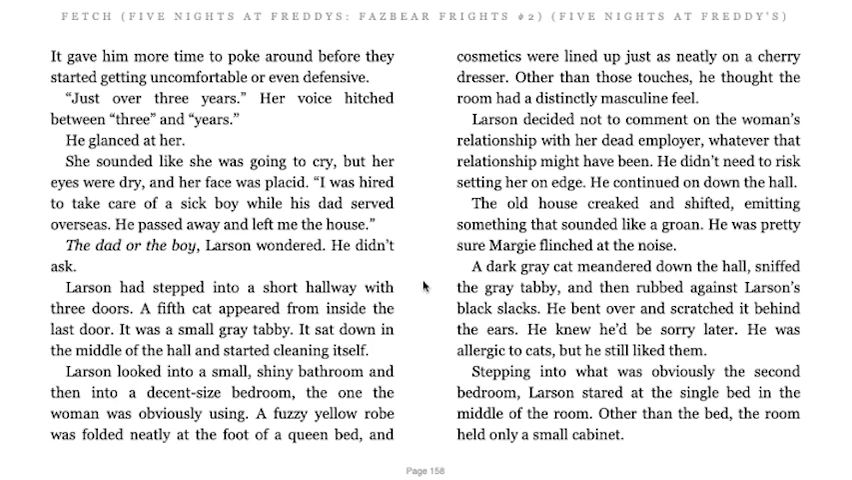 FETCH (FIVE NIGHTS AT FREDDYS: FAZBEAR FRIGHTS #2) (FIVE NIGHTS AT FREDDY'S)
It gave him more time to poke around before they
started getting uncomfortable or even defensive.
“Just over three years.” Her voice hitched
between “three” and “years.”
He glanced at her.
She sounded like she was going to cry, but her
eyes were dry, and her face was placid. “I was hired
to take care of a sick boy while his dad served
overseas. He passed away and left me the house.”
The dad or the boy, Larson wondered. He didn’t
ask.
Larson had stepped into a short hallway with
three doors. A fifth cat appeared from inside the
last door. It was a small gray tabby. It sat down in
the middle of the hall and started cleaning itself.
Larson looked into a small, shiny bathroom and
then into a decent-size bedroom, the one the
woman was obviously using. A fuzzy yellow robe
was folded neatly at the foot of a queen bed, and
cosmetics were lined up just as neatly on a cherry
dresser. Other than those touches, he thought the
room had a distinctly masculine feel.
Larson decided not to comment on the woman’s
relationship with her dead employer, whatever that
relationship might have been. He didn’t need to risk
setting her on edge. He continued on down the hall.
The old house creaked and shifted, emitting
something that sounded like a groan. He was pretty
sure Margie flinched at the noise.
A dark gray cat meandered down the hall, sniffed
the gray tabby, and then rubbed against Larson’s
black slacks. He bent over and scratched it behind
the ears. He knew he’d be sorry later. He was
allergic to cats, but he still liked them.
Stepping into what was obviously the second
bedroom, Larson stared at the single bed in the
middle of the room. Other than the bed, the room
held only a small cabinet.
Page 158